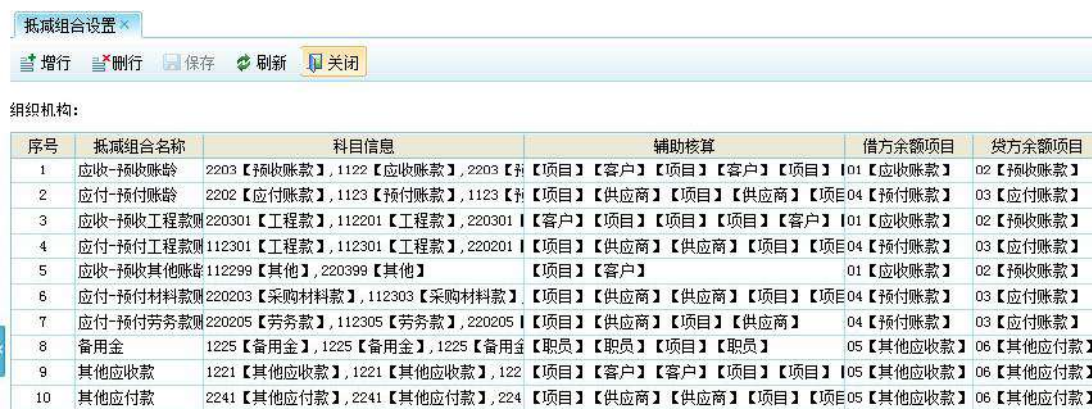 抵减组合设置
增行 删行 保存 刷新 关闭
组织机构:
序号 抵减组合名称 科目信息 辅助核算 借方余额项目 贷方余额项目
1 应收-预收账龄 2203【预收账款】,1122【应收账款】,2203【预 【项目】【客户】【项目】【客户】【项目】【 01【应收账款】 02【预收账款】
2 应付-预付账龄 2202【应付账款】,1123【预付账款】,1123【预 【项目】【供应商】【项目】【供应商】【项目 04【预付账款】 03【应付账款】
3 应收-预收工程款账 220301【工程款】,112201【工程款】,220301【 【客户】【项目】【项目】【项目】【客户】【 01【应收账款】 02【预收账款】
4 应付-预付工程款账 112301【工程款】,112301【工程款】,220201【 【项目】【供应商】【供应商】【项目】【项目 04【预付账款】 03【应付账款】
5 应收-预收其他账龄 112299【其他】,220399【其他】 【项目】【客户】 01【应收账款】 02【预收账款】
6 应付-预付材料款账 220203【采购材料款】,112303【采购材料款】, 【项目】【供应商】【供应商】【项目】【项目 04【预付账款】 03【应付账款】
7 应付-预付劳务款账 220205【劳务款】,112305【劳务款】,220205【 【项目】【供应商】【项目】【供应商】 04【预付账款】 03【应付账款】
8 备用金 1225【备用金】,1225【备用金】,1225【备用金 【职员】【职员】【项目】【职员】 05【其他应收款】 06【其他应付款】
9 其他应收款 1221【其他应收款】,1221【其他应收款】,122 【项目】【客户】【客户】【项目】【项目】【 05【其他应收款】 06【其他应付款】
10 其他应付款 2241【其他应付款】,2241【其他应付款】,224 【项目】【供应商】【供应商】【项目】【项目 05【其他应收款】 06【其他应付款】